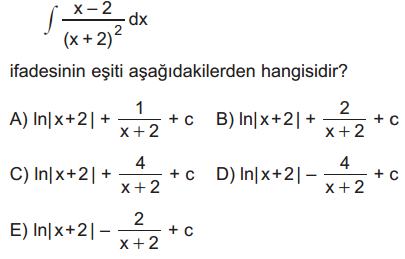 ∫ (x – 2)/(x + 2)² dx
ifadesinin eşiti aşağıdakilerden hangisidir?
A) ln|x+2| + 1/(x+2) + c B) ln|x+2| + 2/(x+2) + c
C) ln|x+2| + 4/(x+2) + c D) ln|x+2| – 4/(x+2) + c
E) ln|x+2| – 2/(x+2) + c